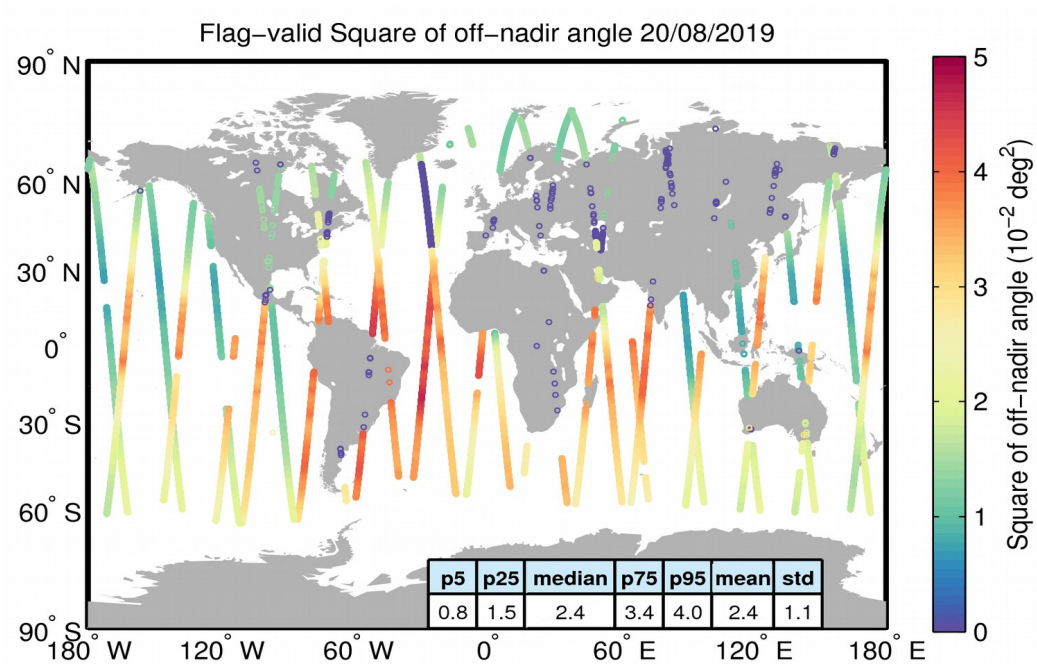 Flag−valid Square of off−nadir angle 20/08/2019
90° N
60° N
30° N
0°
30° S
60° S
90° S
180° W
120° W
60° W
0°
60° E
120° E
180° E
p5 p25 median p75 p95 mean std
0.8 1.5 2.4 3.4 4.0 2.4 1.1
5
4
3
2
1
0
Square of off−nadir angle (10⁻² deg²)